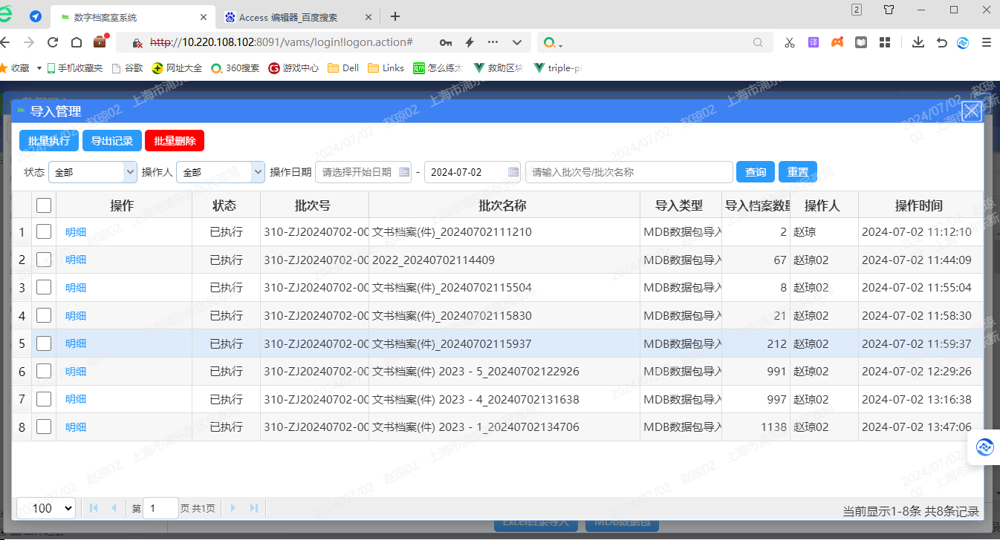 2
数字档案室系统
Access 编辑器_百度搜索
http://10.220.108.102:8091/vams/login!logon.action#
收藏 手机收藏夹 谷歌 网址大全 360搜索 游戏中心 Dell Links 怎么练太 救助区块 triple-p
导入管理
批量执行 导出记录 批量删除
状态 全部 操作人 全部 操作日期 请选择开始日期 - 2024-07-02 请输入批次号/批次名称 查询 重置
操作 状态 批次号 批次名称 导入类型 导入档案数量 操作人 操作时间
1 明细 已执行 310-ZJ20240702-00 文书档案(件)_20240702111210 MDB数据包导入 2 赵琼 2024-07-02 11:12:10
2 明细 已执行 310-ZJ20240702-00 2022_20240702114409 MDB数据包导入 67 赵琼02 2024-07-02 11:44:09
3 明细 已执行 310-ZJ20240702-00 文书档案(件)_20240702115504 MDB数据包导入 8 赵琼02 2024-07-02 11:55:04
4 明细 已执行 310-ZJ20240702-00 文书档案(件)_20240702115830 MDB数据包导入 21 赵琼02 2024-07-02 11:58:30
5 明细 已执行 310-ZJ20240702-00 文书档案(件)_20240702115937 MDB数据包导入 212 赵琼02 2024-07-02 11:59:37
6 明细 已执行 310-ZJ20240702-00 文书档案(件) 2023 - 5_20240702122926 MDB数据包导入 991 赵琼02 2024-07-02 12:29:26
7 明细 已执行 310-ZJ20240702-00 文书档案(件) 2023 - 4_20240702131638 MDB数据包导入 997 赵琼02 2024-07-02 13:16:38
8 明细 已执行 310-ZJ20240702-00 文书档案(件) 2023 - 1_20240702134706 MDB数据包导入 1138 赵琼02 2024-07-02 13:47:06
100 第 1 页 共1页
当前显示1-8条 共8条记录
Excel目录导入 MDB数据包
上海市浦东新区民政局
赵琼02
2024/07/02